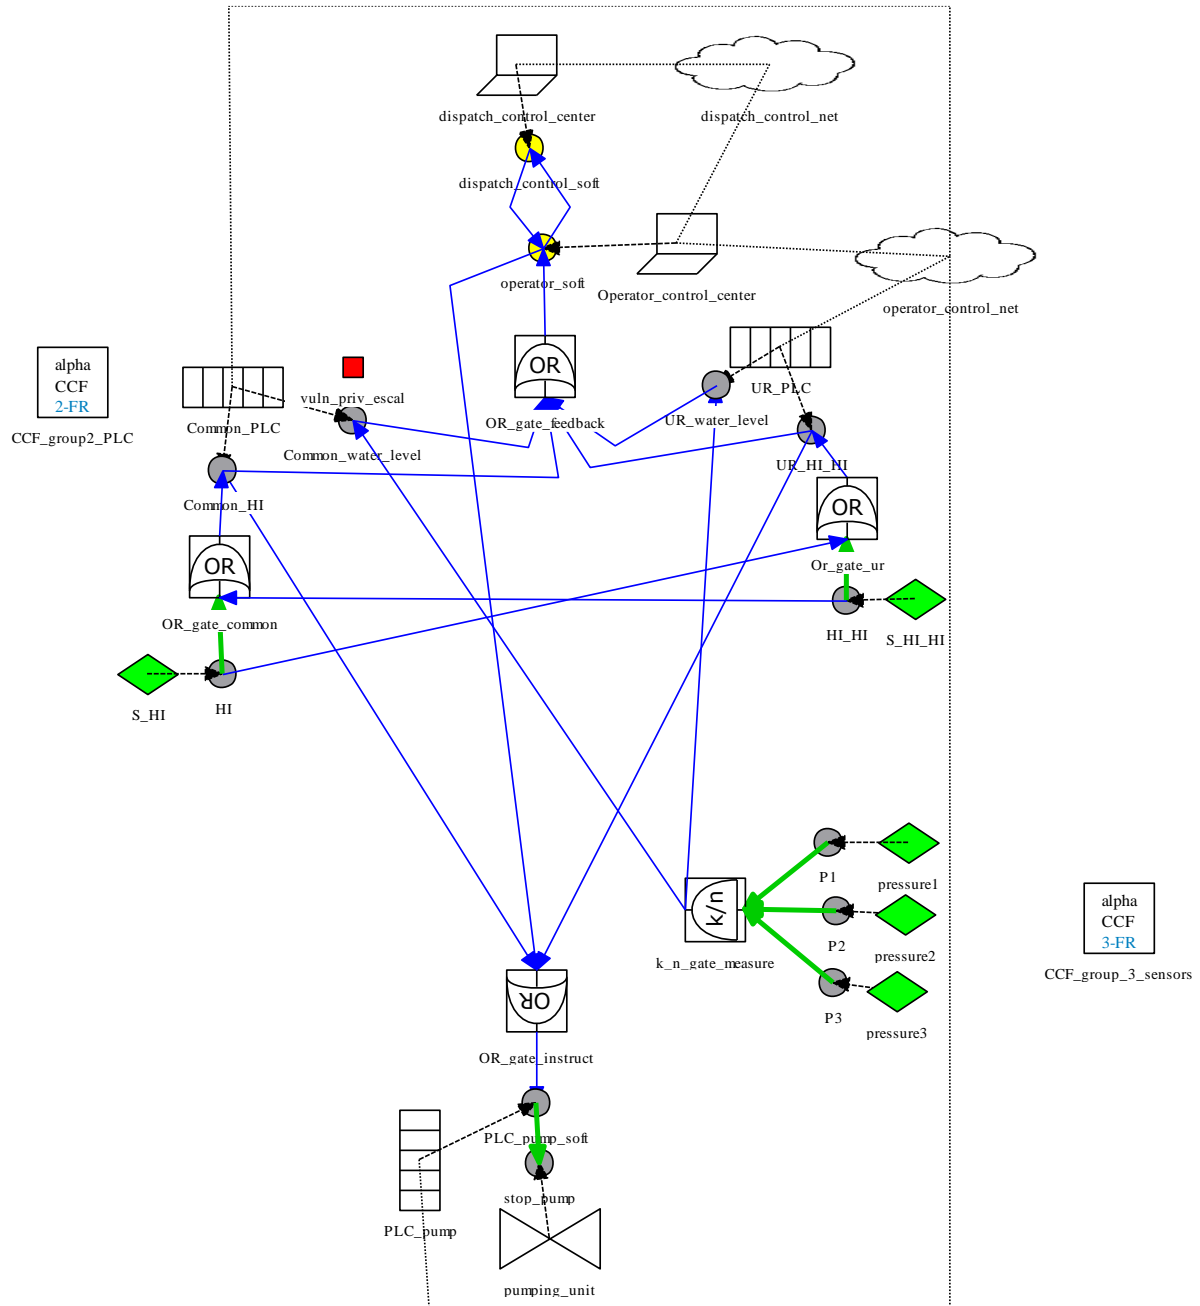 dispatch_control_center
dispatch_control_net
dispatch_control_soft
operator_soft
Operator_control_center
operator_control_net
alpha
CCF
2-FR
CCF_group2_PLC
Common_PLC
vuln_priv_escal
Common_water_level
OR
OR_gate_feedback
UR_PLC
UR_water_level
UR_HI_HI
Common_HI
OR
Or_gate_ur
OR
OR_gate_common
HI_HI
S_HI_HI
S_HI
HI
P1
pressure1
k/n
k_n_gate_measure
P2
pressure2
P3
pressure3
alpha
CCF
3-FR
CCF_group_3_sensors
OR
OR_gate_instruct
PLC_pump_soft
stop_pump
PLC_pump
pumping_unit